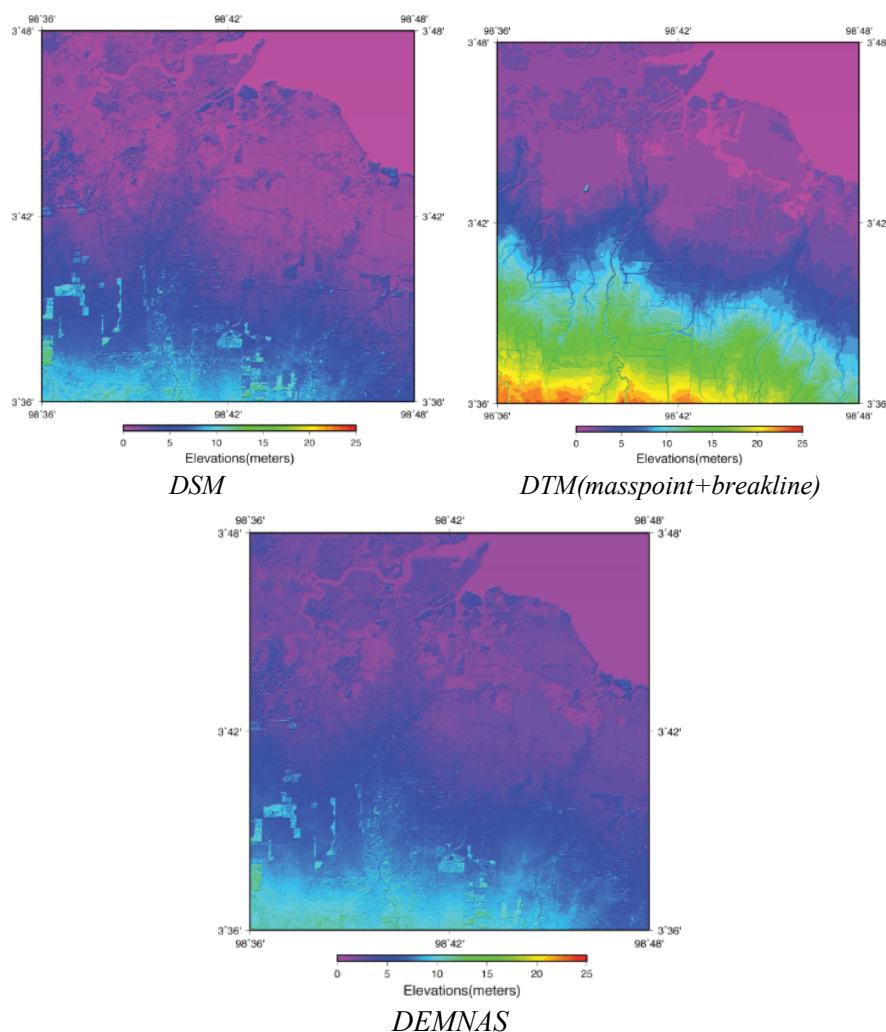 98˚36' 98˚42' 98˚48'
3˚48' 3˚48'
3˚42' 3˚42'
3˚36' 3˚36'
98˚36' 98˚42' 98˚48'
0 5 10 15 20 25
Elevations(meters)
DSM
98˚36' 98˚42' 98˚48'
3˚48' 3˚48'
3˚42' 3˚42'
3˚36' 3˚36'
98˚36' 98˚42' 98˚48'
0 5 10 15 20 25
Elevations(meters)
DTM(masspoint+breakline)
98˚36' 98˚42' 98˚48'
3˚48' 3˚48'
3˚42' 3˚42'
3˚36' 3˚36'
98˚36' 98˚42' 98˚48'
0 5 10 15 20 25
Elevations(meters)
DEMNAS